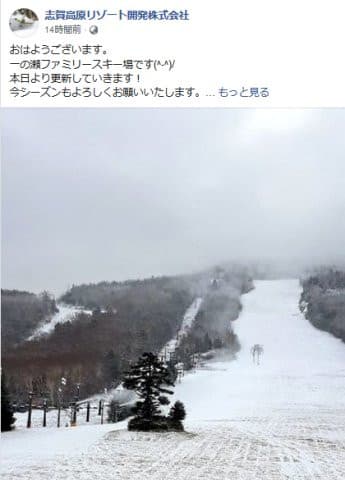 志賀高原リゾート開発株式会社
14時間前・
おはようございます。
一の瀬ファミリースキー場です(^-^)/
本日より更新していきます！
今シーズンもよろしくお願いいたします。... もっと見る